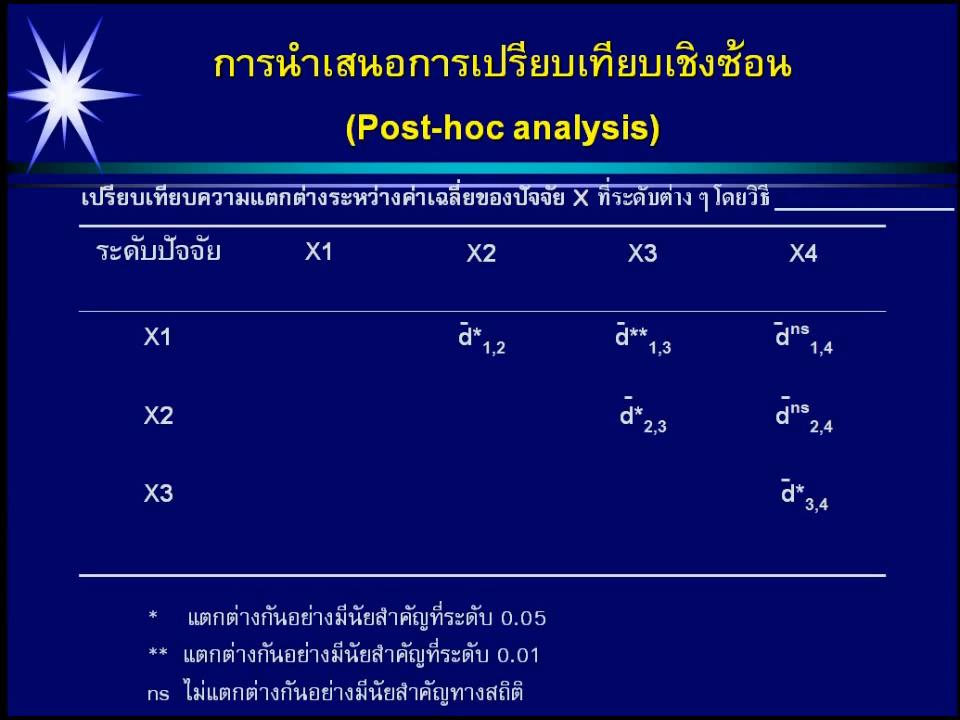 การนำเสนอการเปรียบเทียบเชิงซ้อน
(Post-hoc analysis)
เปรียบเทียบความแตกต่างระหว่างค่าเฉลี่ยของปัจจัย X ที่ระดับต่าง ๆ โดยวิธี ______________
ระดับปัจจัย X1 X2 X3 X4
X1 d̄*1,2 d̄**1,3 d̄ns1,4
X2 d̄*2,3 d̄ns2,4
X3 d̄*3,4
* แตกต่างกันอย่างมีนัยสำคัญที่ระดับ 0.05
** แตกต่างกันอย่างมีนัยสำคัญที่ระดับ 0.01
ns ไม่แตกต่างกันอย่างมีนัยสำคัญทางสถิติ